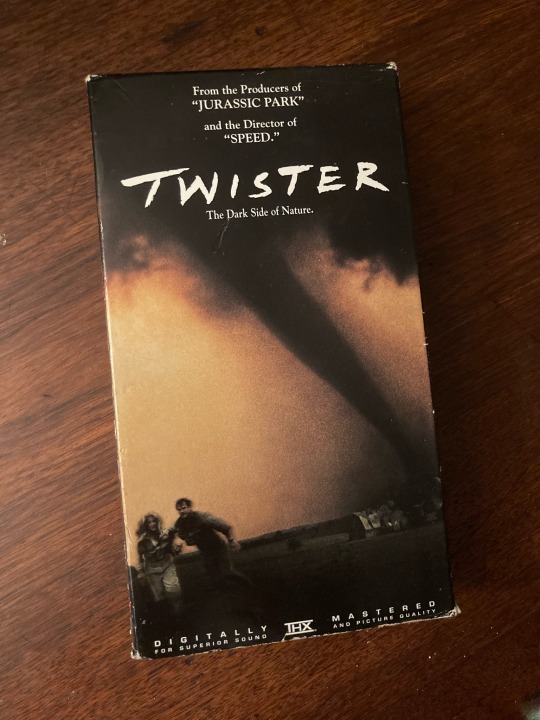 From the Producers of
“JURASSIC PARK”
and the Director of
“SPEED.”
TWISTER
The Dark Side of Nature.
DIGITALLY THX MASTERED
FOR SUPERIOR SOUND AND PICTURE QUALITY